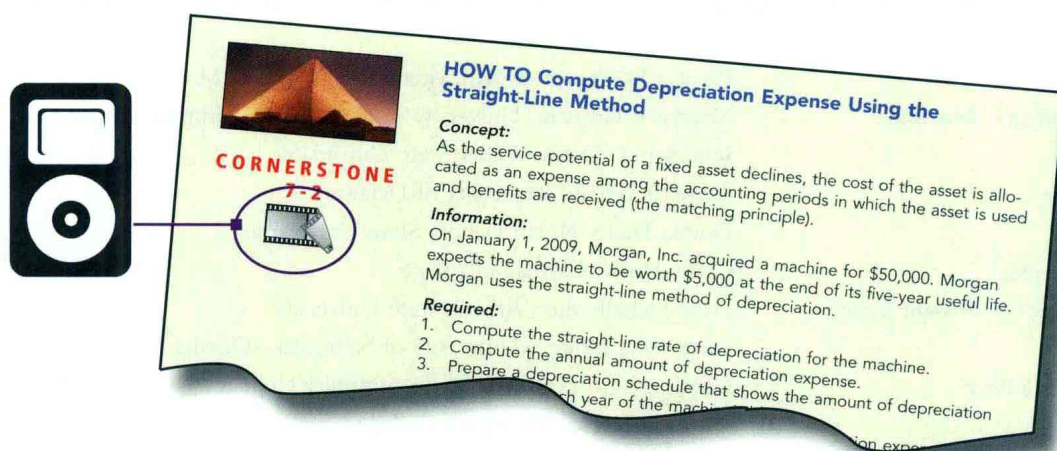 CORNERSTONE
7-2
HOW TO Compute Depreciation Expense Using the
Straight-Line Method
Concept:
As the service potential of a fixed asset declines, the cost of the asset is allo-
cated as an expense among the accounting periods in which the asset is used
and benefits are received (the matching principle).
Information:
On January 1, 2009, Morgan, Inc. acquired a machine for $50,000. Morgan
expects the machine to be worth $5,000 at the end of its five-year useful life.
Morgan uses the straight-line method of depreciation.
Required:
1. Compute the straight-line rate of depreciation for the machine.
2. Compute the annual amount of depreciation expense.
3. Prepare a depreciation schedule that shows the amount of depreciation
year of the